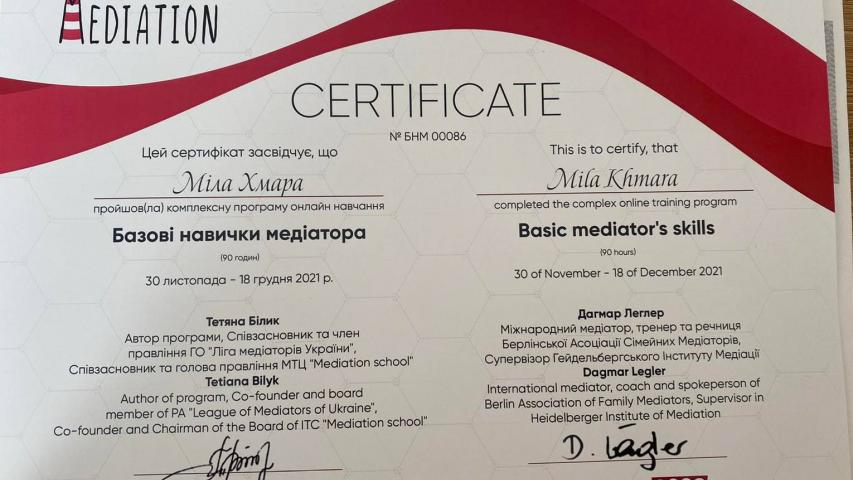 MEDIATION
CERTIFICATE
№ БНМ 00086
Цей сертифікат засвідчує, що
Міла Хмара
пройшов(ла) комплексну програму онлайн навчання
Базові навички медіатора
(90 годин)
30 листопада - 18 грудня 2021 р.
This is to certify, that
Mila Khmara
completed the complex online training program
Basic mediator's skills
(90 hours)
30 of November - 18 of December 2021
Тетяна Білик
Автор програми, Співзасновник та член
правління ГО "Ліга медіаторів України",
Співзасновник та голова правління МТЦ "Mediation school"
Tetiana Bilyk
Author of program, Co-founder and board
member of PA "League of Mediators of Ukraine",
Co-founder and Chairman of the Board of ITC "Mediation school"
Дагмар Леглер
Міжнародний медіатор, тренер та речниця
Берлінської Асоціації Сімейних Медіаторів,
Супервізор Гейдельбергського Інституту Медіації
Dagmar Legler
International mediator, coach and spokeperson of
Berlin Association of Family Mediators, Supervisor in
Heidelberger Institute of Mediation
D. Lägler